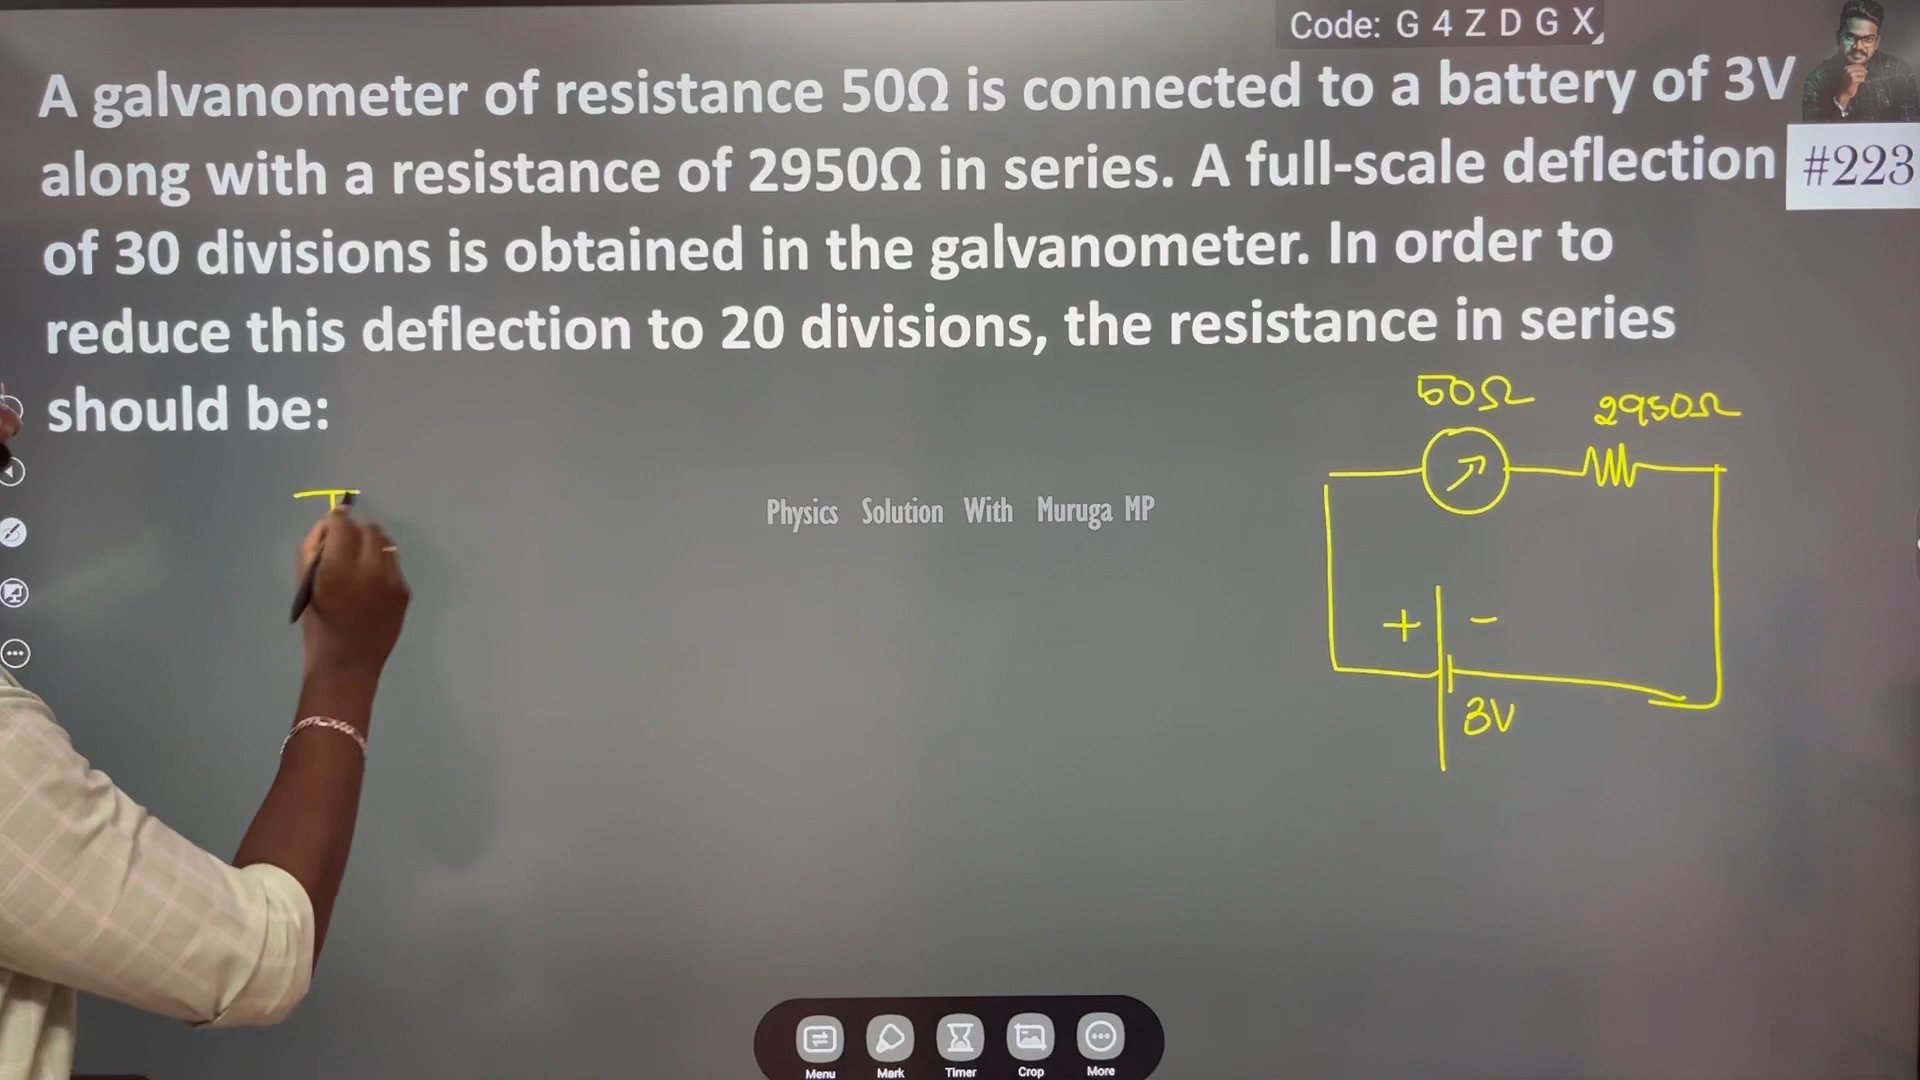 Code: G 4 Z D G X
A galvanometer of resistance 50Ω is connected to a battery of 3V
along with a resistance of 2950Ω in series. A full-scale deflection
#223
of 30 divisions is obtained in the galvanometer. In order to
reduce this deflection to 20 divisions, the resistance in series
should be:
50Ω
2950Ω
Physics Solution With Muruga MP
+ -
3V
Menu Mark Timer Crop More